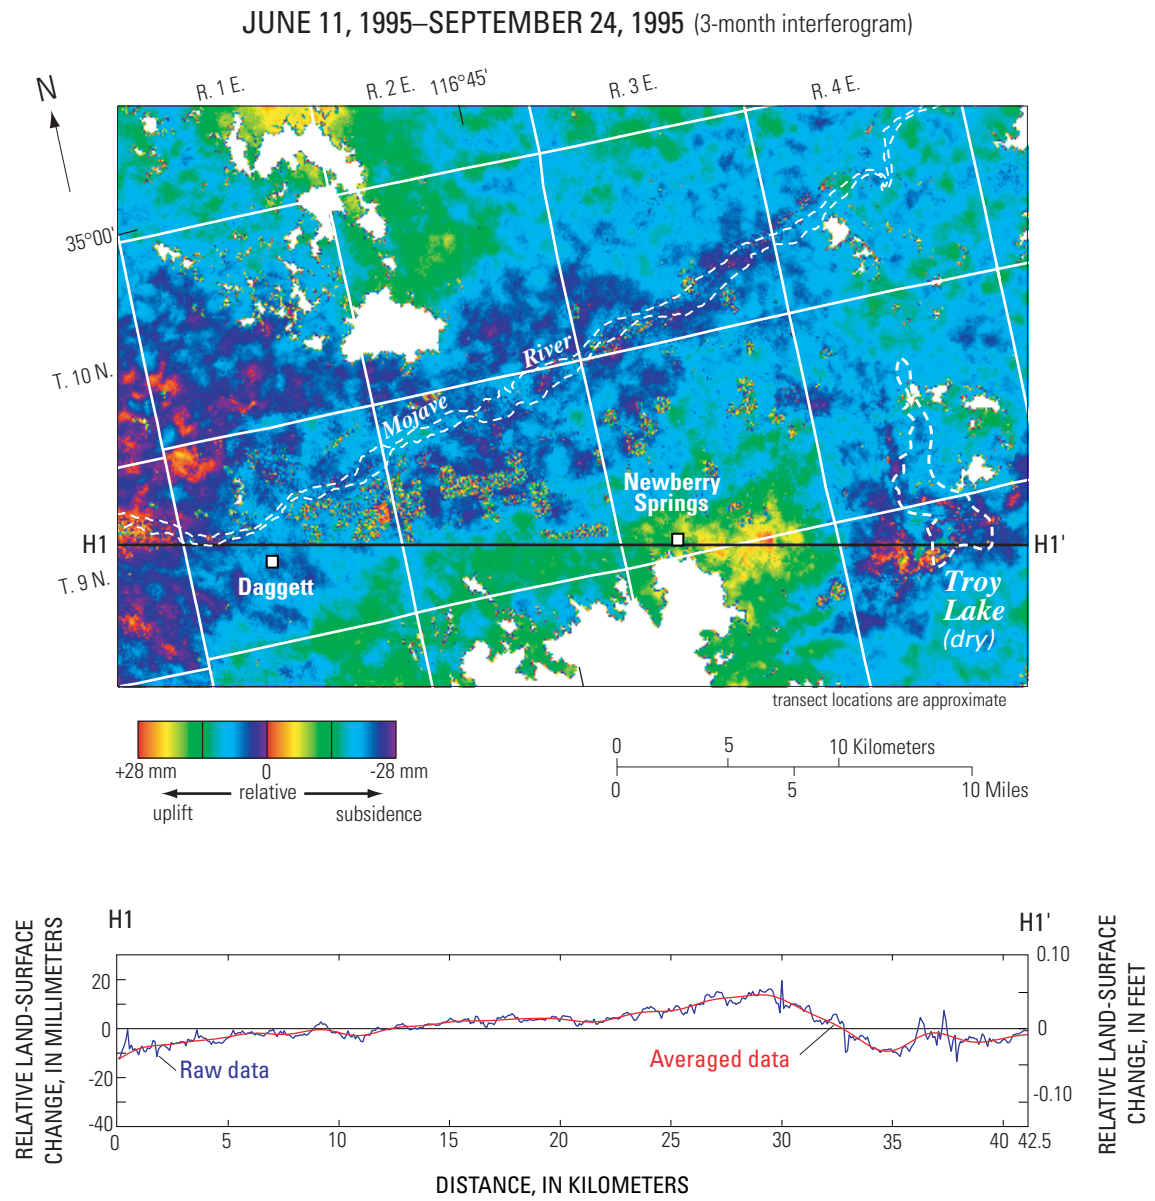 JUNE 11, 1995–SEPTEMBER 24, 1995 (3-month interferogram)
N
R. 1 E.
R. 2 E.
116°45'
R. 3 E.
R. 4 E.
35°00'
T. 10 N.
River
Mojave
Newberry
Springs
H1
H1'
T. 9 N.
Daggett
Troy
Lake
(dry)
transect locations are approximate
+28 mm 0 -28 mm
relative
uplift subsidence
0 5 10 Kilometers
0 5 10 Miles
H1 H1'
RELATIVE LAND-SURFACE
CHANGE, IN MILLIMETERS
20
0
-20
-40
0.10
0
-0.10
RELATIVE LAND-SURFACE
CHANGE, IN FEET
Raw data
Averaged data
0 5 10 15 20 25 30 35 40 42.5
DISTANCE, IN KILOMETERS